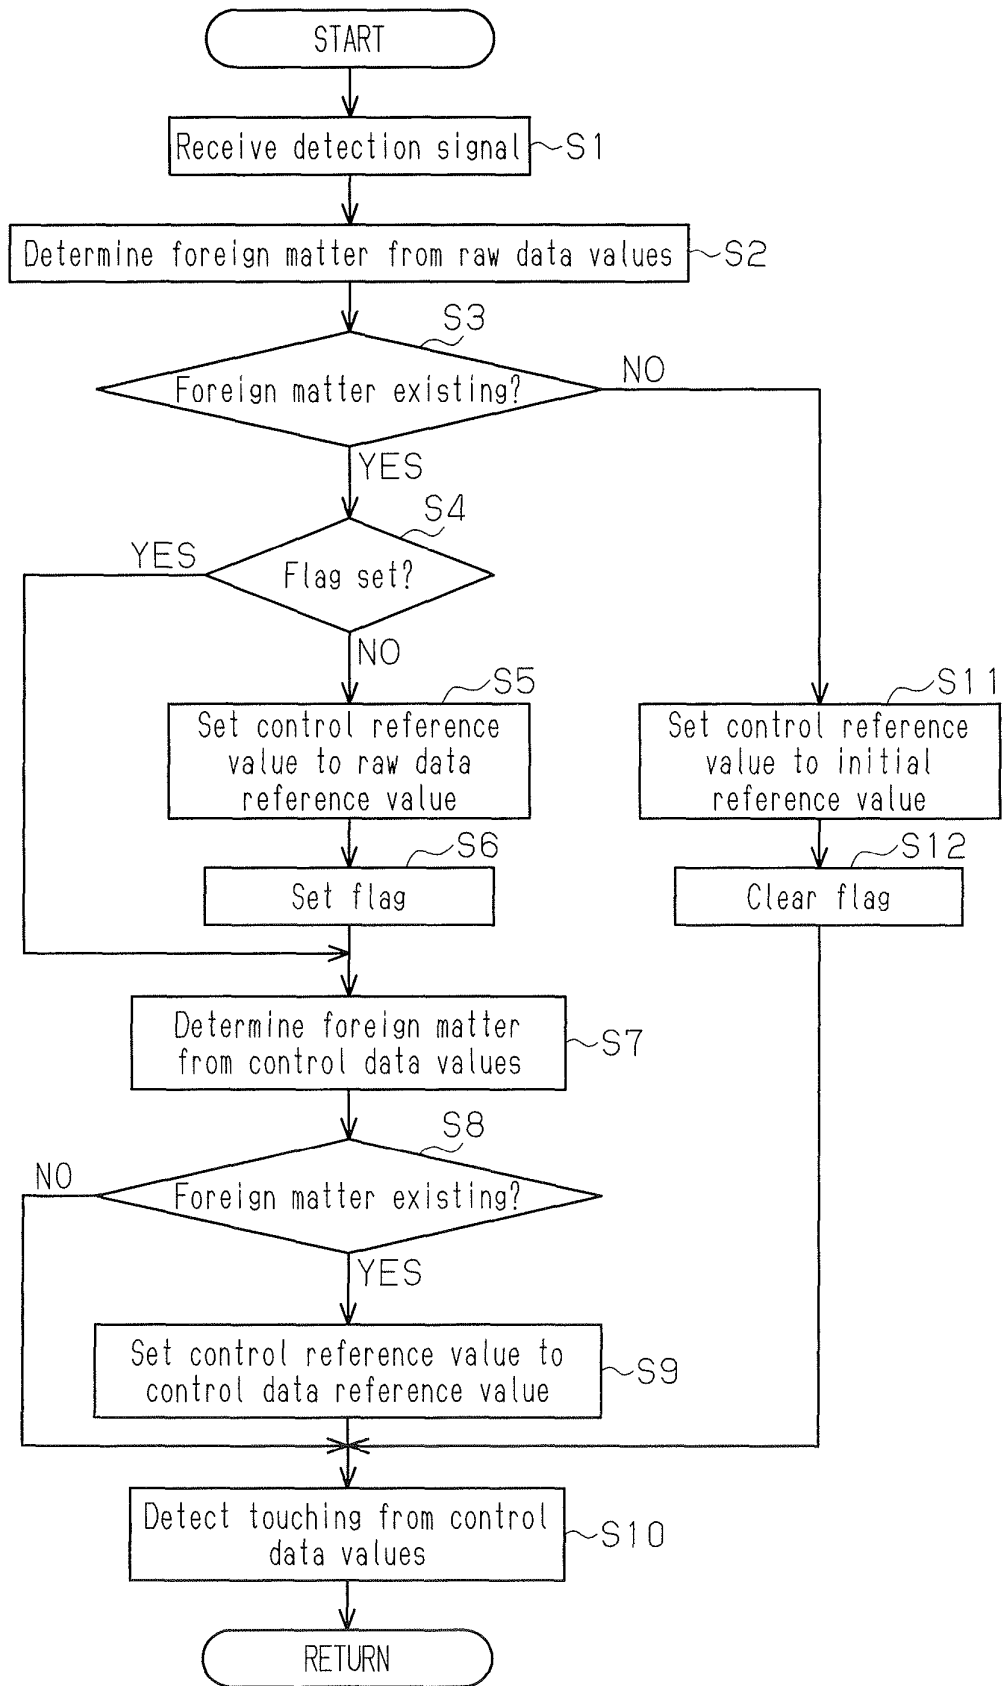 START
Receive detection signal
S1
Determine foreign matter from raw data values
S2
S3
Foreign matter existing?
NO
YES
S4
YES
Flag set?
NO
S5
Set control reference
value to raw data
reference value
S11
Set control reference
value to initial
reference value
S6
Set flag
S12
Clear flag
Determine foreign matter
from control data values
S7
S8
NO
Foreign matter existing?
YES
Set control reference value to
control data reference value
S9
Detect touching from control
data values
S10
RETURN